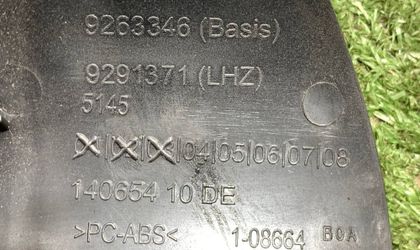 9263346 (Basis)
9291371 (LHZ)
5145
X|X|X|04|05|06|07|08
140654 10 DE
>PC-ABS< 1-08664 B0A